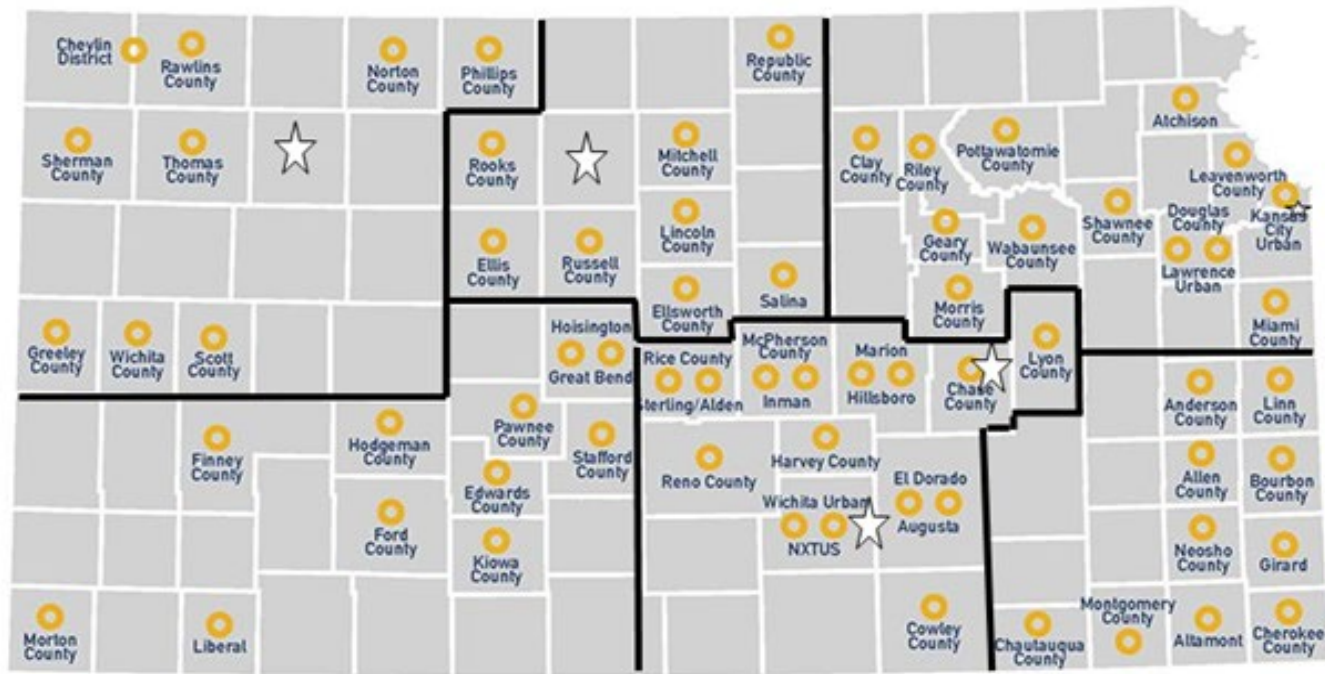 Cheylin
District
Rawlins
County
Norton
County
Phillips
County
Republic
County
Sherman
County
Thomas
County
Rooks
County
Mitchell
County
Clay
County
Riley
County
Pottawatomie
County
Atchison
Leavenworth
County
Kansas
City
Urban
Ellis
County
Russell
County
Lincoln
County
Geary
County
Wabaunsee
County
Shawnee
County
Douglas
County
Lawrence
Urban
Ellsworth
County
Salina
Morris
County
Miami
County
Greeley
County
Wichita
County
Scott
County
Hoisington
Great Bend
Rice County
Sterling/Alden
McPherson
County
Inman
Marion
Hillsboro
Chase
County
Lyon
County
Anderson
County
Linn
County
Finney
County
Hodgeman
County
Pawnee
County
Stafford
County
Reno County
Harvey County
El Dorado
Augusta
Allen
County
Bourbon
County
Edwards
County
Ford
County
Kiowa
County
Wichita Urban
NXTUS
Neosho
County
Girard
Morton
County
Liberal
Cowley
County
Chautauqua
County
Montgomery
County
Altamont
Cherokee
County